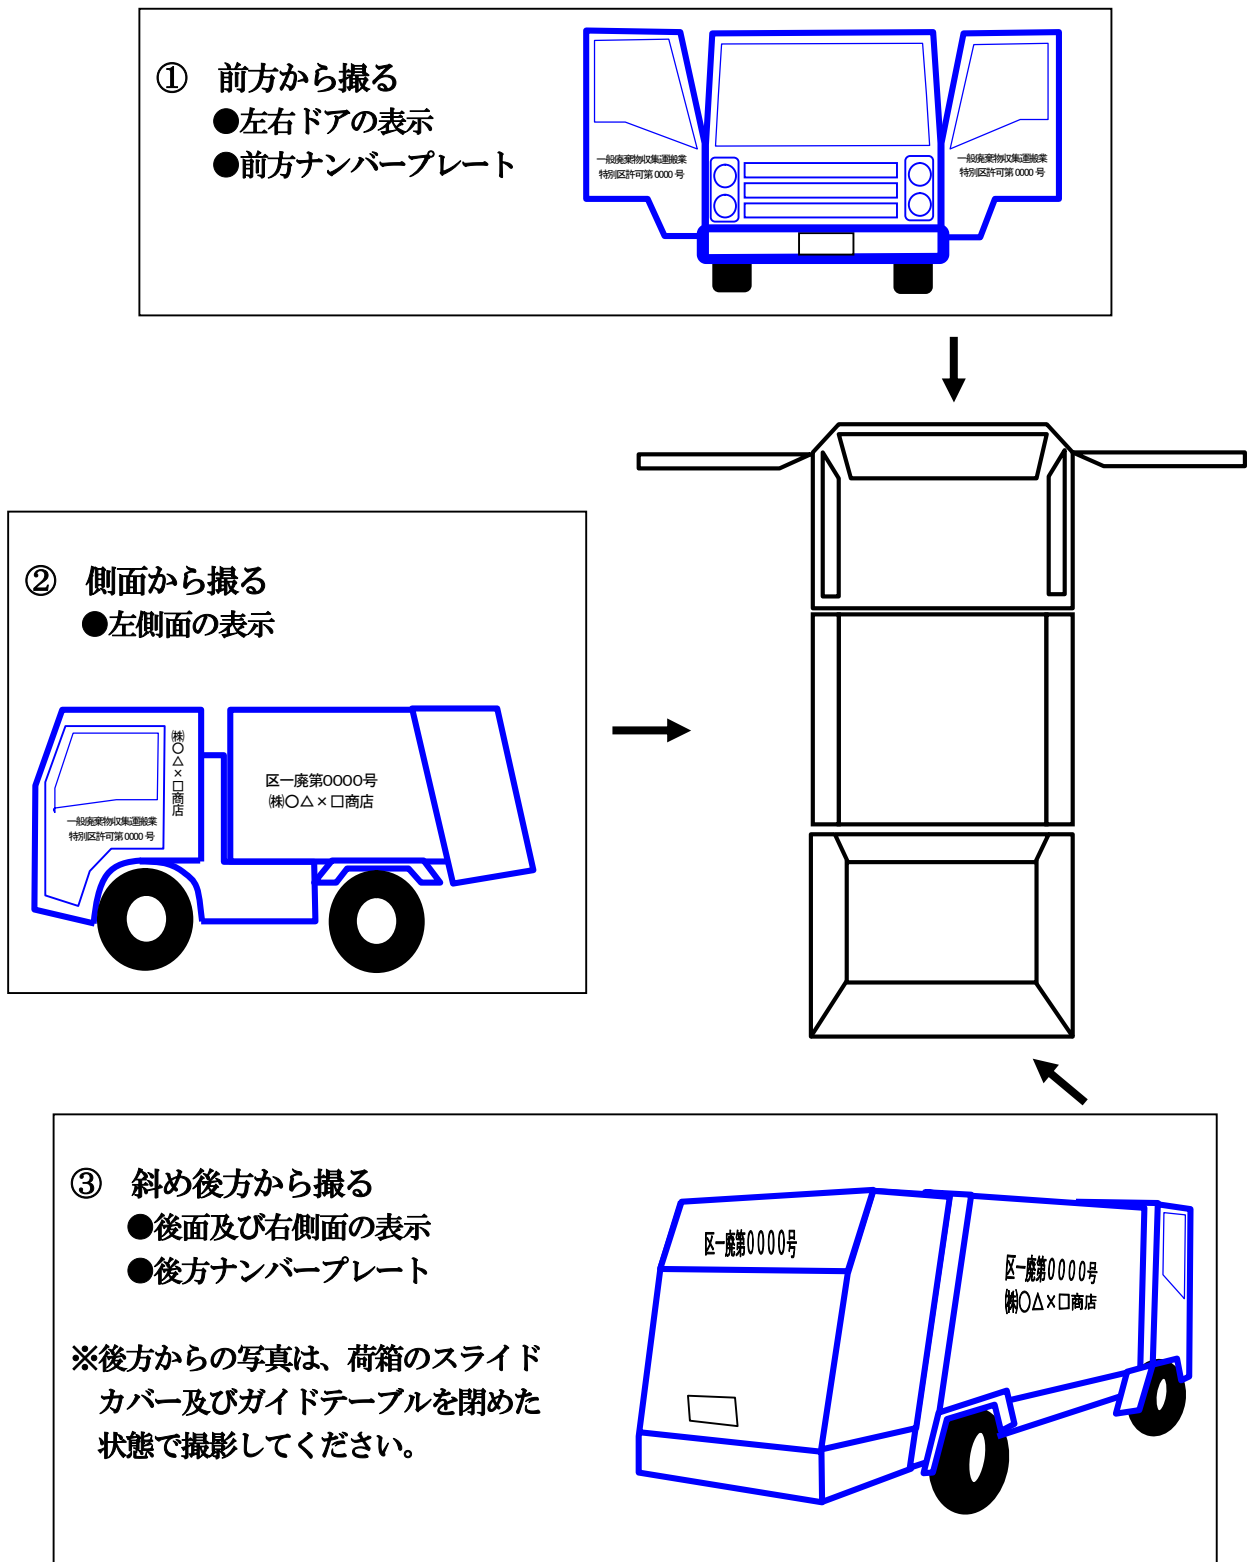 ① 前方から撮る
●左右ドアの表示
●前方ナンバープレート
一般廃棄物収集運搬業
特別区許可第0000号
一般廃棄物収集運搬業
特別区許可第0000号
② 側面から撮る
●左側面の表示
㈱○△×□商店
区一廃第0000号
㈱○△×□商店
一般廃棄物収集運搬業
特別区許可第0000号
③ 斜め後方から撮る
●後面及び右側面の表示
●後方ナンバープレート
※後方からの写真は、荷箱のスライド
カバー及びガイドテーブルを閉めた
状態で撮影してください。
区一廃第0000号
区一廃第0000号
㈱○△×□商店